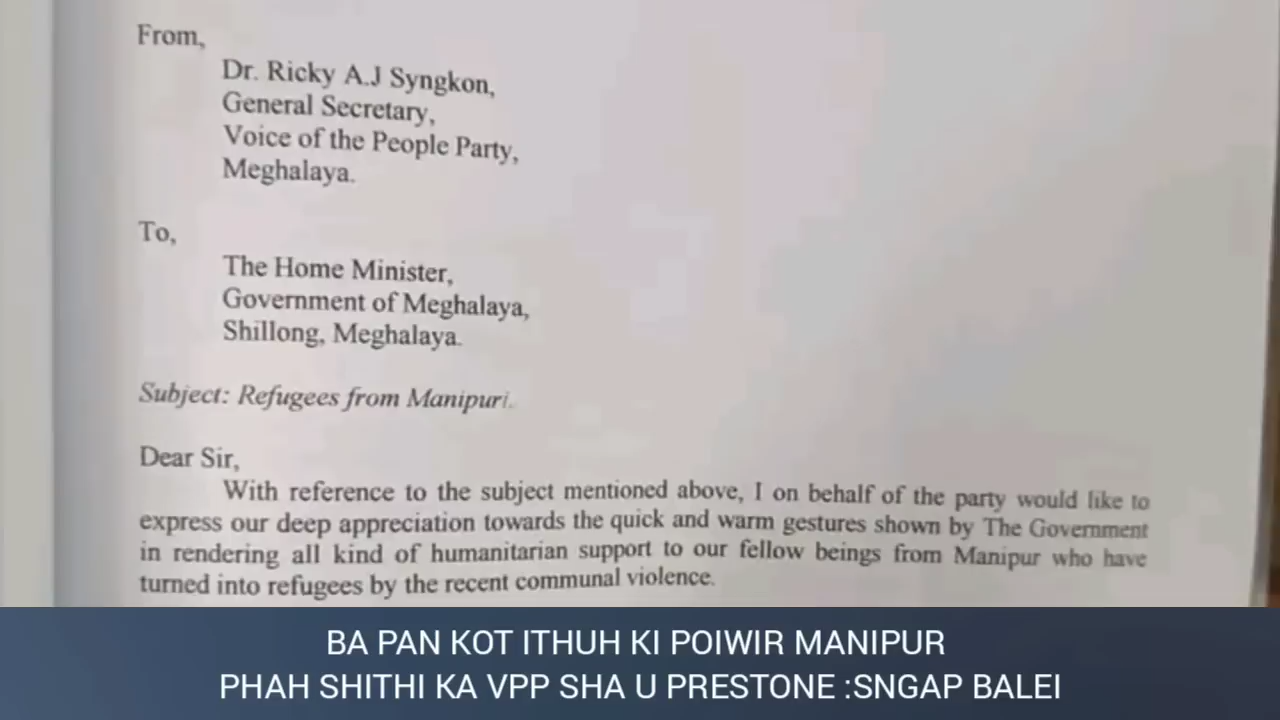 From,
Dr. Ricky A.J Syngkon,
General Secretary,
Voice of the People Party,
Meghalaya.
To,
The Home Minister,
Government of Meghalaya,
Shillong, Meghalaya.
Subject: Refugees from Manipuri.
Dear Sir,
With reference to the subject mentioned above, I on behalf of the party would like to
express our deep appreciation towards the quick and warm gestures shown by The Government
in rendering all kind of humanitarian support to our fellow beings from Manipur who have
turned into refugees by the recent communal violence.
BA PAN KOT ITHUH KI POIWIR MANIPUR
PHAH SHITHI KA VPP SHA U PRESTONE :SNGAP BALEI